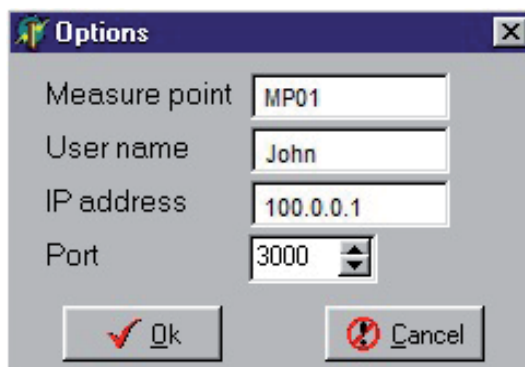 Options
Measure point MP01
User name John
IP address 100.0.0.1
Port 3000
Ok Cancel